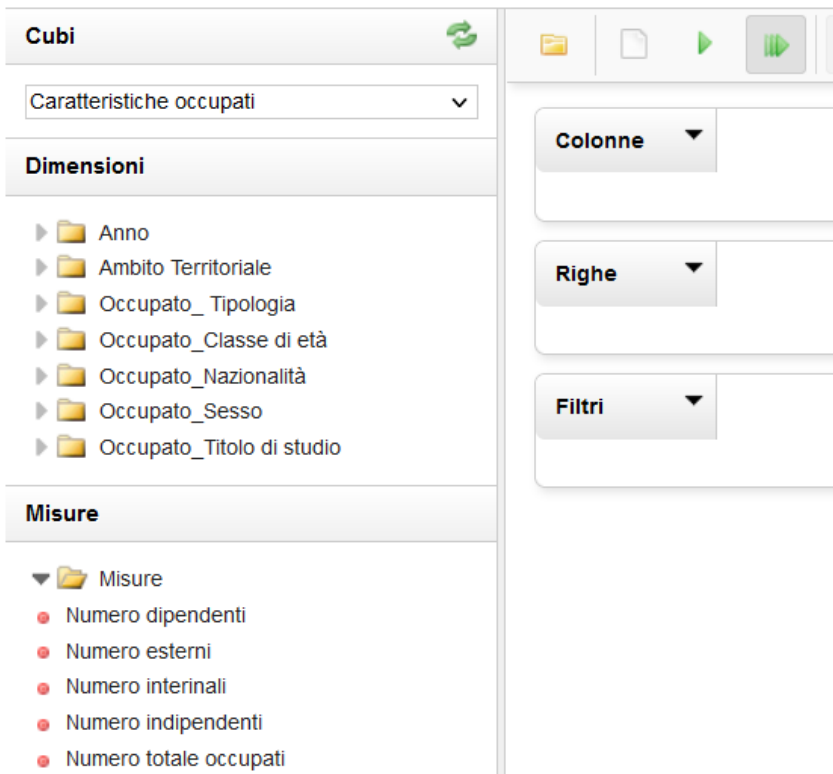 Cubi
Caratteristiche occupati
Dimensioni
Anno
Ambito Territoriale
Occupato_ Tipologia
Occupato_Classe di età
Occupato_Nazionalità
Occupato_Sesso
Occupato_Titolo di studio
Misure
Misure
Numero dipendenti
Numero esterni
Numero interinali
Numero indipendenti
Numero totale occupati
Colonne
Righe
Filtri